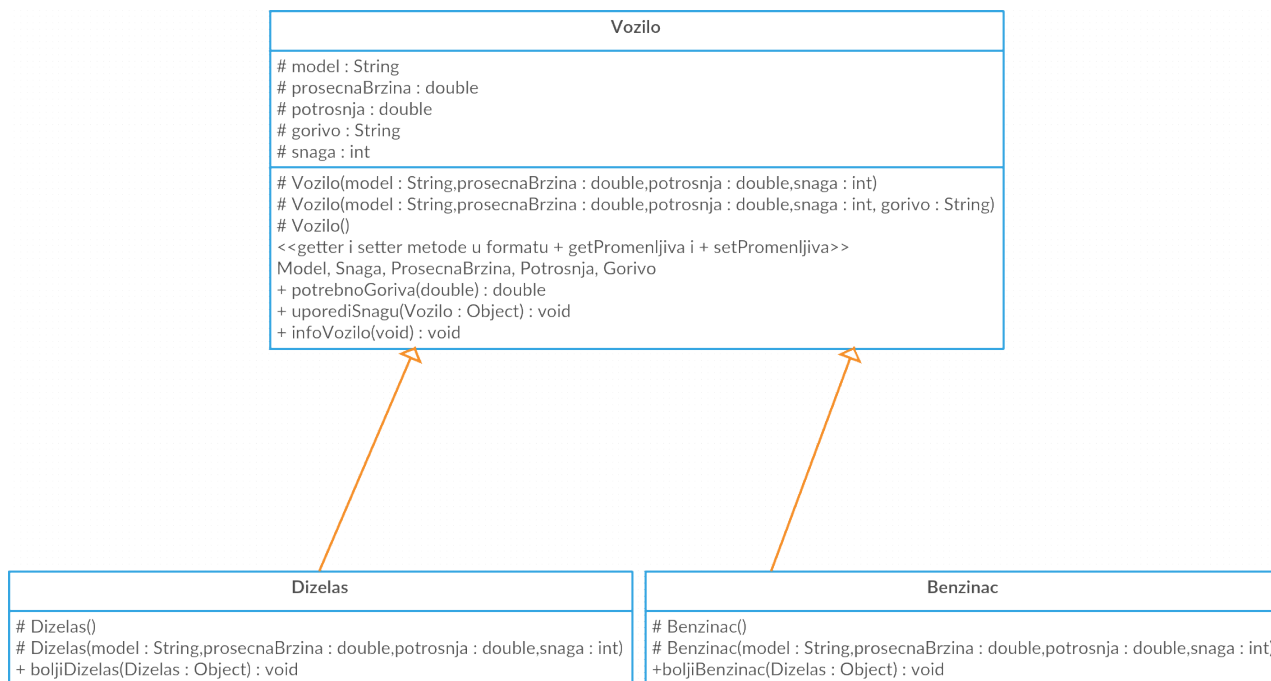 Vozilo
# model : String
# prosecnaBrzina : double
# potrosnja : double
# gorivo : String
# snaga : int
# Vozilo(model : String,prosecnaBrzina : double,potrosnja : double,snaga : int)
# Vozilo(model : String,prosecnaBrzina : double,potrosnja : double,snaga : int, gorivo : String)
# Vozilo()
<<getter i setter metode u formatu + getPromenljiva i + setPromenljiva>>
Model, Snaga, ProsecnaBrzina, Potrosnja, Gorivo
+ potrebnoGoriva(double) : double
+ uporediSnagu(Vozilo : Object) : void
+ infoVozilo(void) : void
Dizelas
# Dizelas()
# Dizelas(model : String,prosecnaBrzina : double,potrosnja : double,snaga : int)
+ boljiDizelas(Dizelas : Object) : void
Benzinac
# Benzinac()
# Benzinac(model : String,prosecnaBrzina : double,potrosnja : double,snaga : int)
+boljiBenzinac(Dizelas : Object) : void